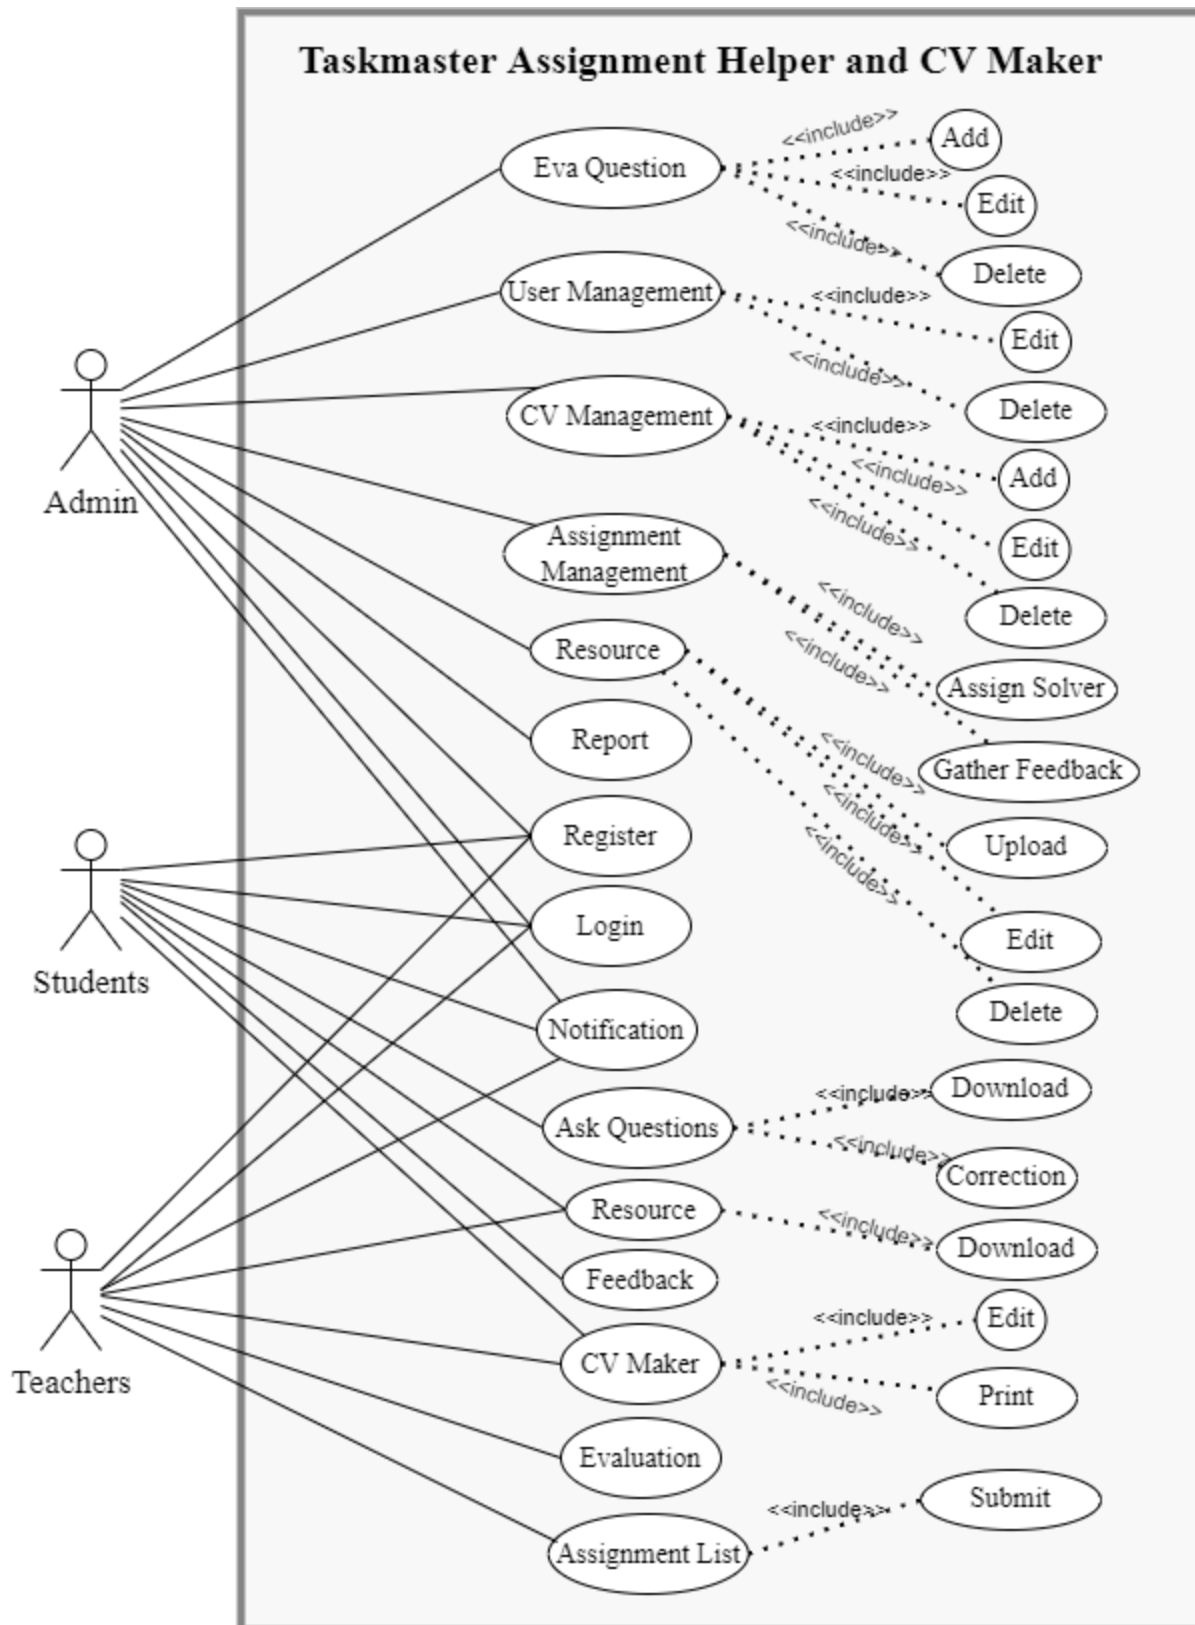 Taskmaster Assignment Helper and CV Maker
<<include>>
Add
Eva Question
<<include>>
Edit
<<include>>
Delete
User Management
<<include>>
Edit
<<include>>
Delete
CV Management
<<include>>
Add
<<include>>
Edit
<<include>>
Delete
Admin
Assignment
Management
<<include>>
Assign Solver
<<include>>
Gather Feedback
Resource
<<include>>
Upload
<<include>>
Edit
<<include>>
Delete
Report
Register
Login
Students
Notification
Ask Questions
<<include>>
Download
<<include>>
Correction
Resource
<<include>>
Download
Feedback
CV Maker
<<include>>
Edit
<<include>>
Print
Teachers
Evaluation
Assignment List
<<include>>
Submit